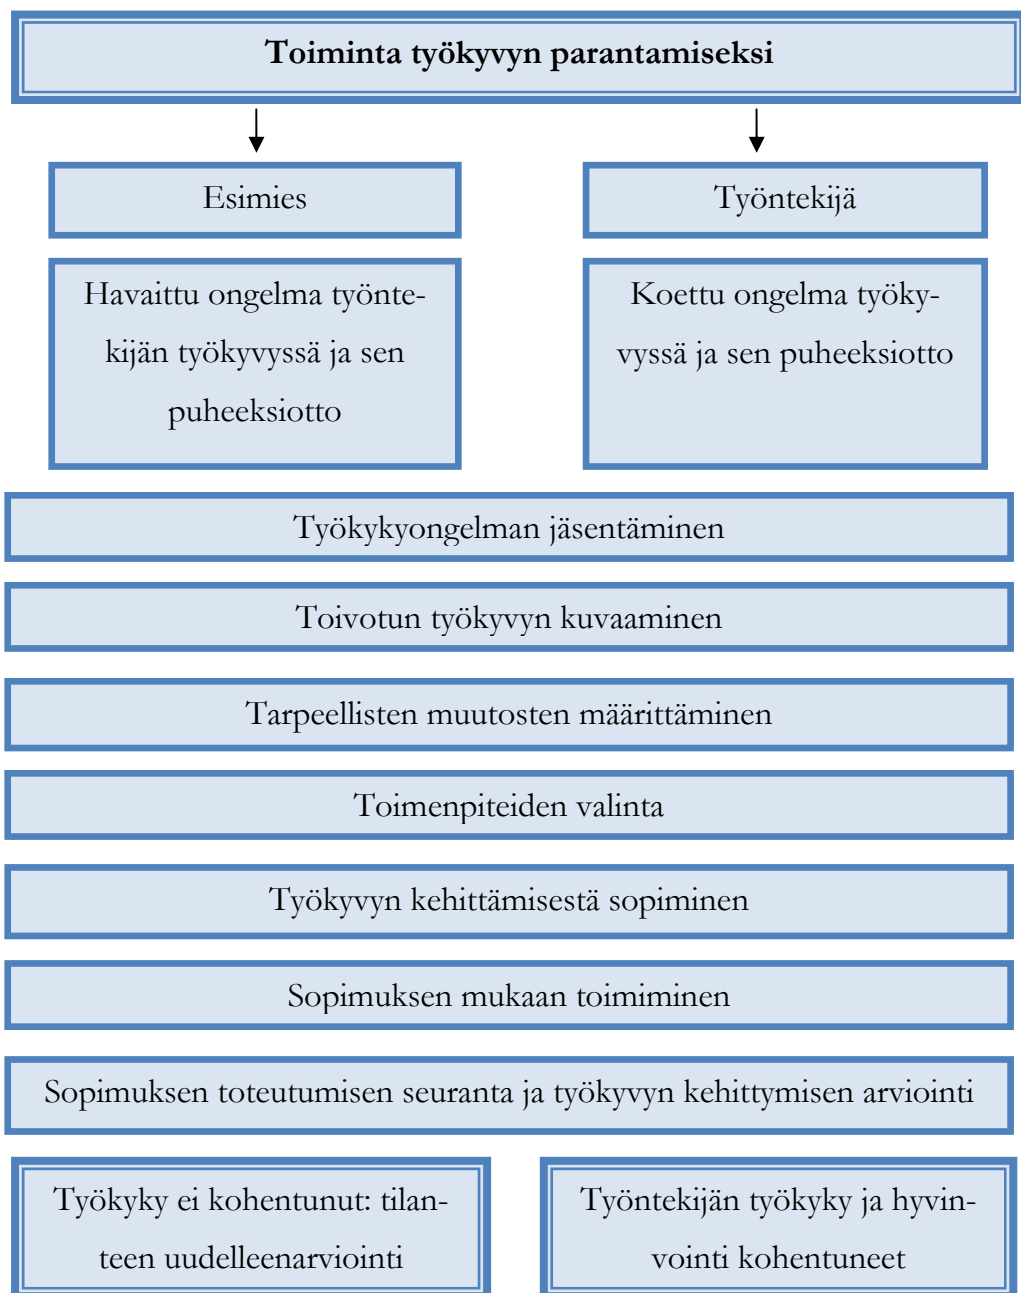 Toiminta työkyvyn parantamiseksi
Esimies
Työntekijä
Havaittu ongelma työnte-
kijän työkyvyssä ja sen
puheeksiotto
Koettu ongelma työky-
vyssä ja sen puheeksiotto
Työkykyongelman jäsentäminen
Toivotun työkyvyn kuvaaminen
Tarpeellisten muutosten määrittäminen
Toimenpiteiden valinta
Työkyvyn kehittämisestä sopiminen
Sopimuksen mukaan toimiminen
Sopimuksen toteutumisen seuranta ja työkyvyn kehittymisen arviointi
Työkyky ei kohentunut: tilan-
teen uudelleenarviointi
Työntekijän työkyky ja hyvin-
vointi kohentuneet